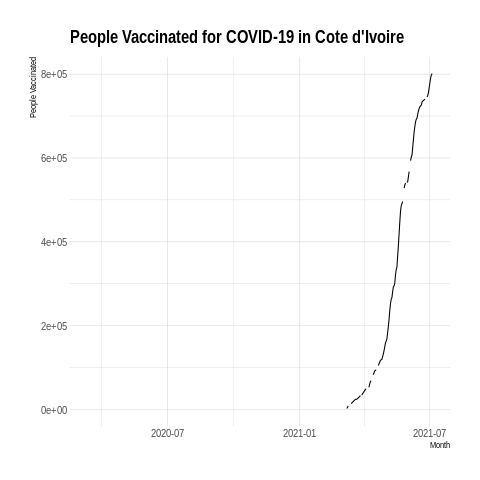 People Vaccinated for COVID-19 in Cote d'Ivoire
People Vaccinated
8e+05
6e+05
4e+05
2e+05
0e+00
2020-07
2021-01
2021-07
Month